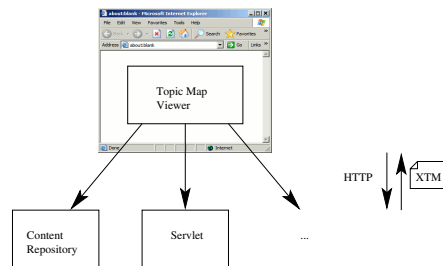 about:blank - Microsoft Internet Explorer
File Edit View Favorites Tools Help
Search Favorites
Address about:blank Go Links
Topic Map
Viewer
Done Internet
HTTP
XTM
Content
Repository
Servlet
...